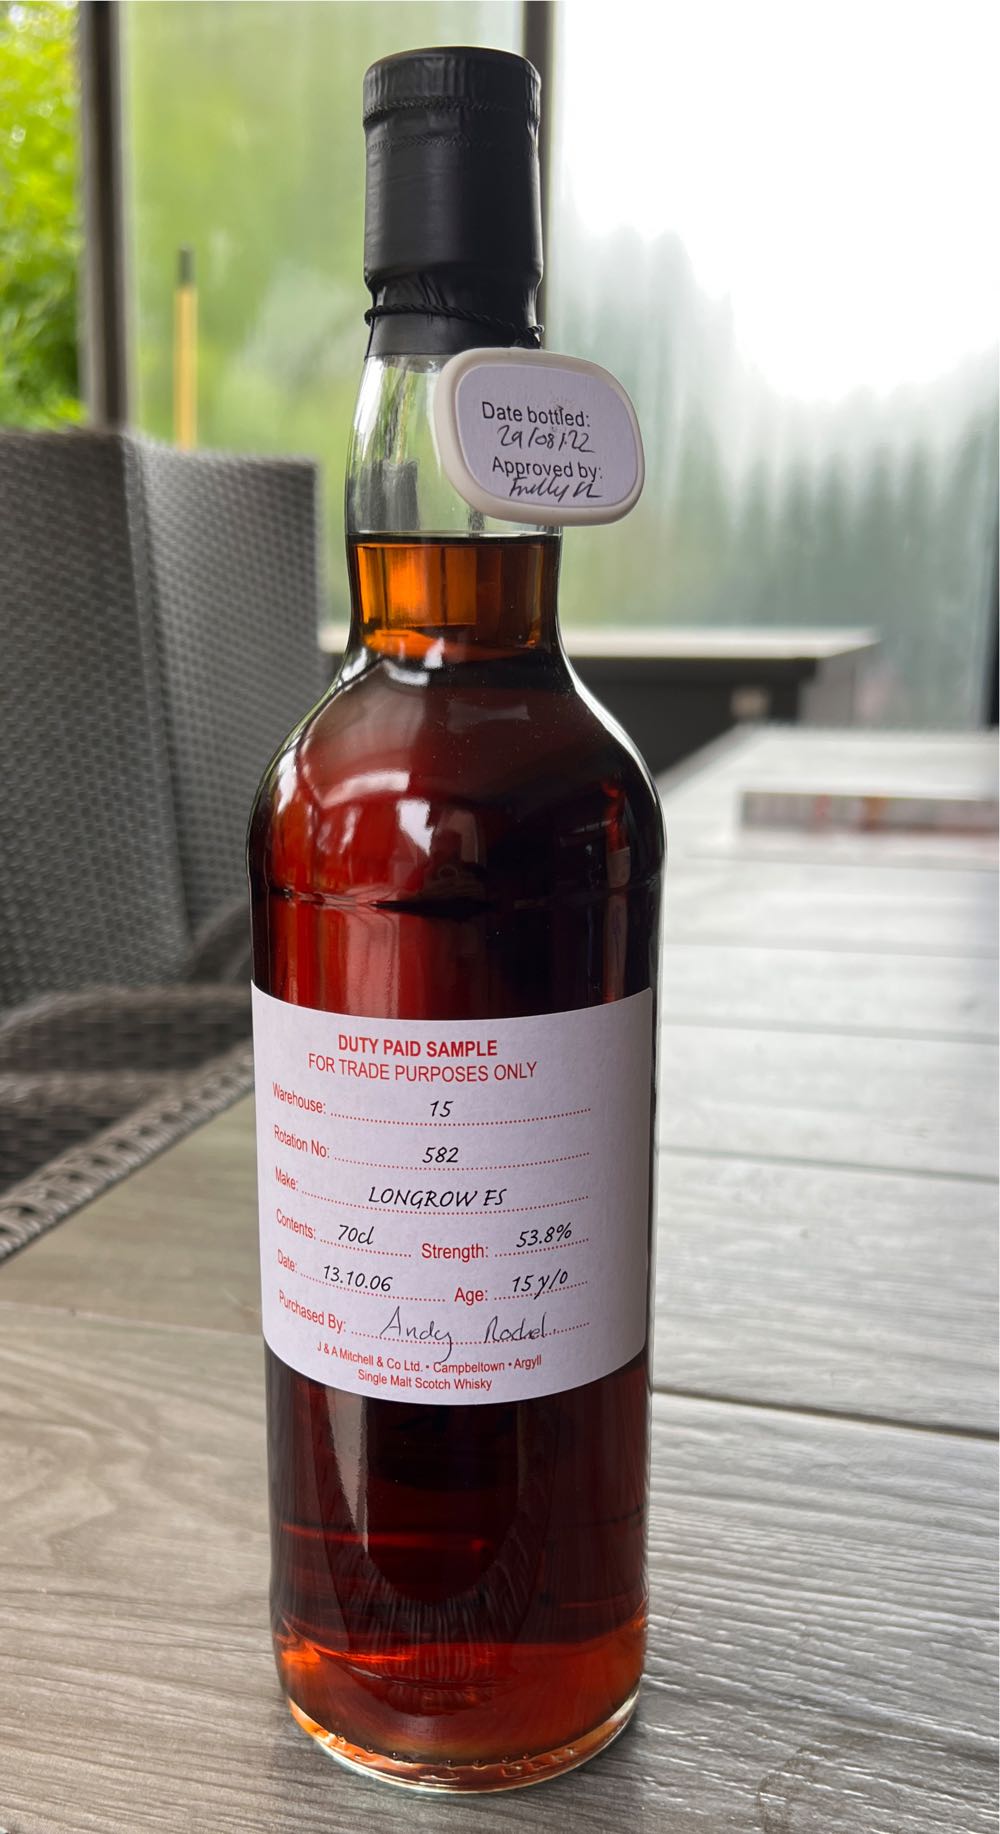 Date bottled:
29/08/22
Approved by:
DUTY PAID SAMPLE
FOR TRADE PURPOSES ONLY
Warehouse: 15
Rotation No: 582
Make: LONGROW ES
Contents: 70cl Strength: 53.8%
Date: 13.10.06 Age: 15 y/o
Purchased By: Andy
J & A Mitchell & Co Ltd. • Campbeltown • Argyll
Single Malt Scotch Whisky